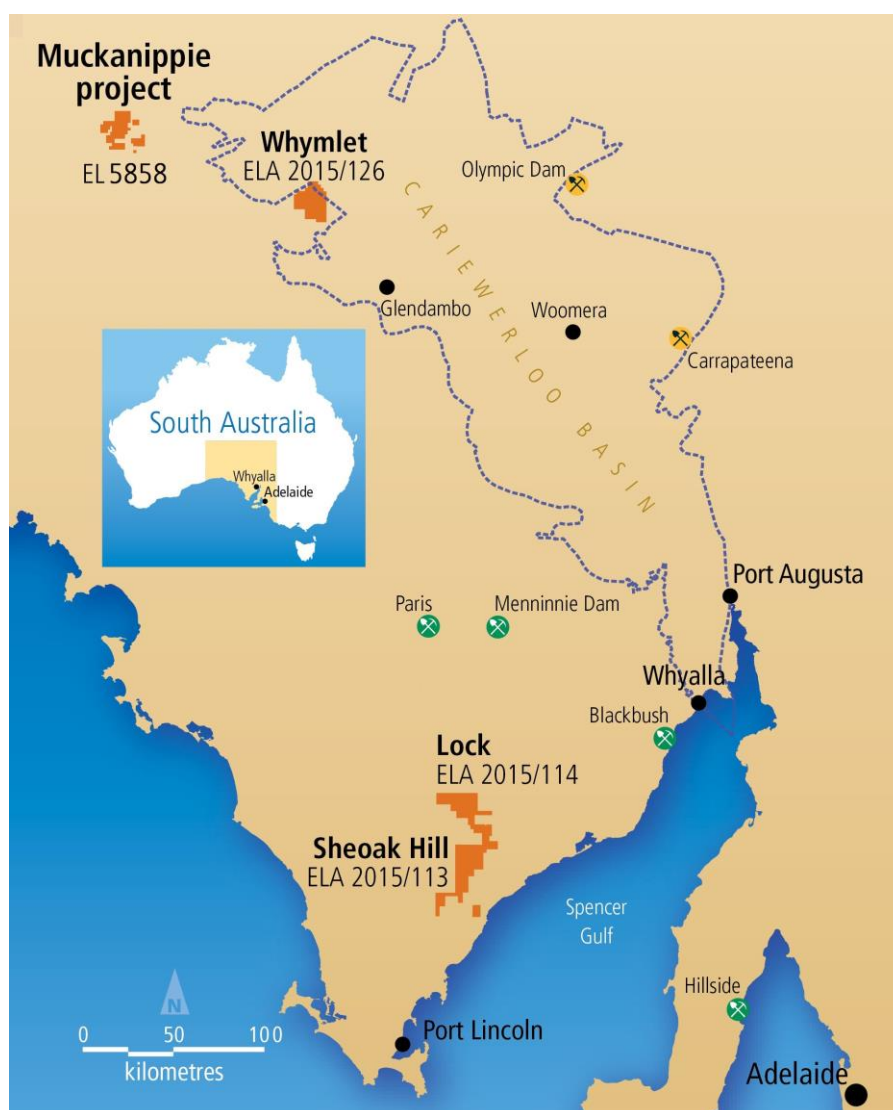 Muckanippie
project
EL 5858
Whymlet
ELA 2015/126
Olympic Dam
CARIEWERLOO BASIN
Glendambo
Woomera
Carrapateena
South Australia
Whyalla
Adelaide
Port Augusta
Paris
Menninnie Dam
Whyalla
Blackbush
Lock
ELA 2015/114
Sheoak Hill
ELA 2015/113
Spencer
Gulf
Hillside
N
0 50 100
kilometres
Port Lincoln
Adelaide